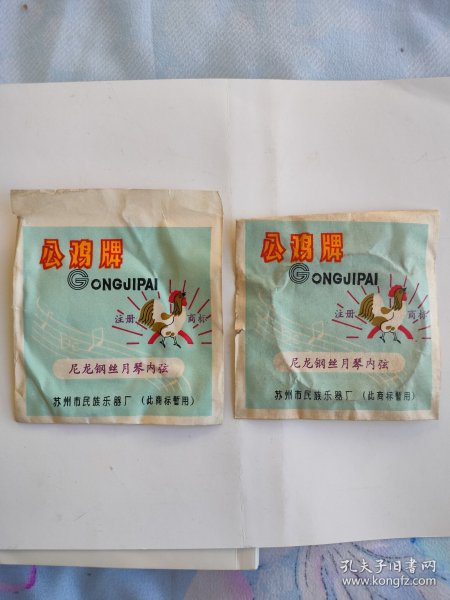 公鸡牌
GONGJIPAI
注册 商标
尼龙钢丝月琴内弦
苏州市民族乐器厂 (此商标暂用)
公鸡牌
GONGJIPAI
注册 商标
尼龙钢丝月琴内弦
苏州市民族乐器厂 (此商标暂用)
孔夫子旧书网
www.kongfz.com